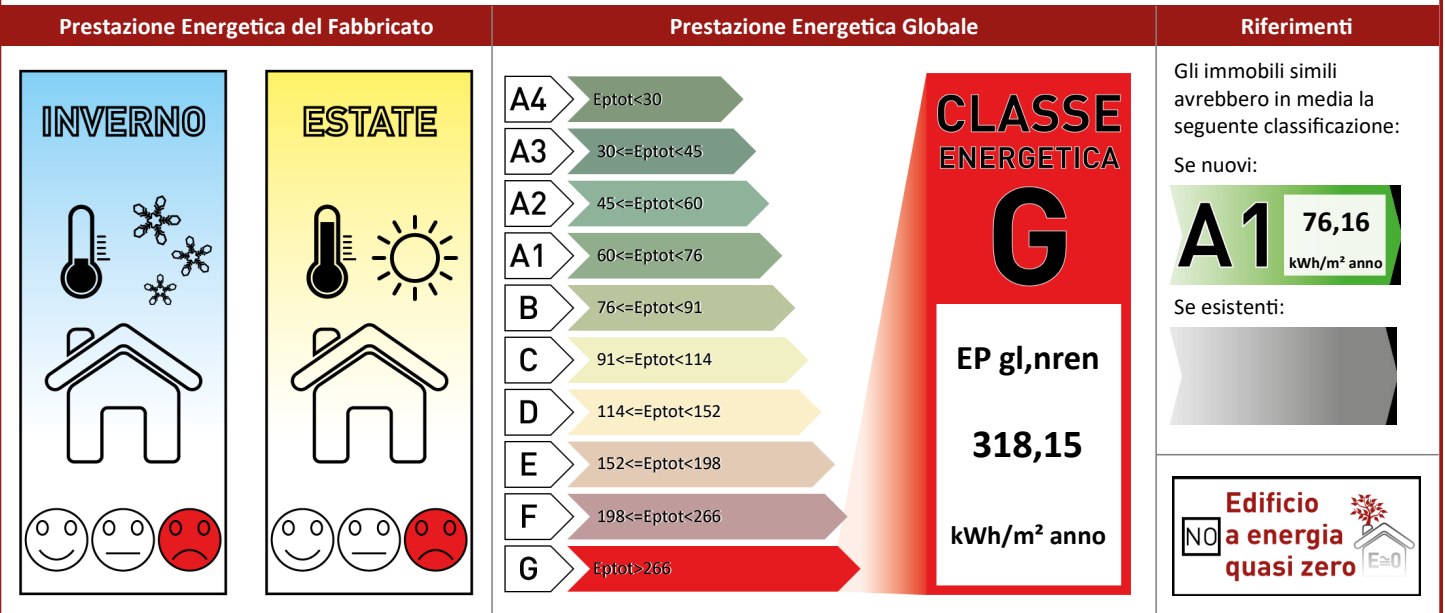 Prestazione Energetica del Fabbricato
Prestazione Energetica Globale
Riferimenti
INVERNO
ESTATE
A4
Eptot<30
A3
30<=Eptot<45
A2
45<=Eptot<60
A1
60<=Eptot<76
B
76<=Eptot<91
C
91<=Eptot<114
D
114<=Eptot<152
E
152<=Eptot<198
F
198<=Eptot<266
G
Eptot>266
CLASSE
ENERGETICA
G
EP gl,nren
318,15
kWh/m² anno
Gli immobili simili
avrebbero in media la
seguente classificazione:
Se nuovi:
A1
76,16
kWh/m² anno
Se esistenti:
Edificio
NO a energia
quasi zero
E≃0